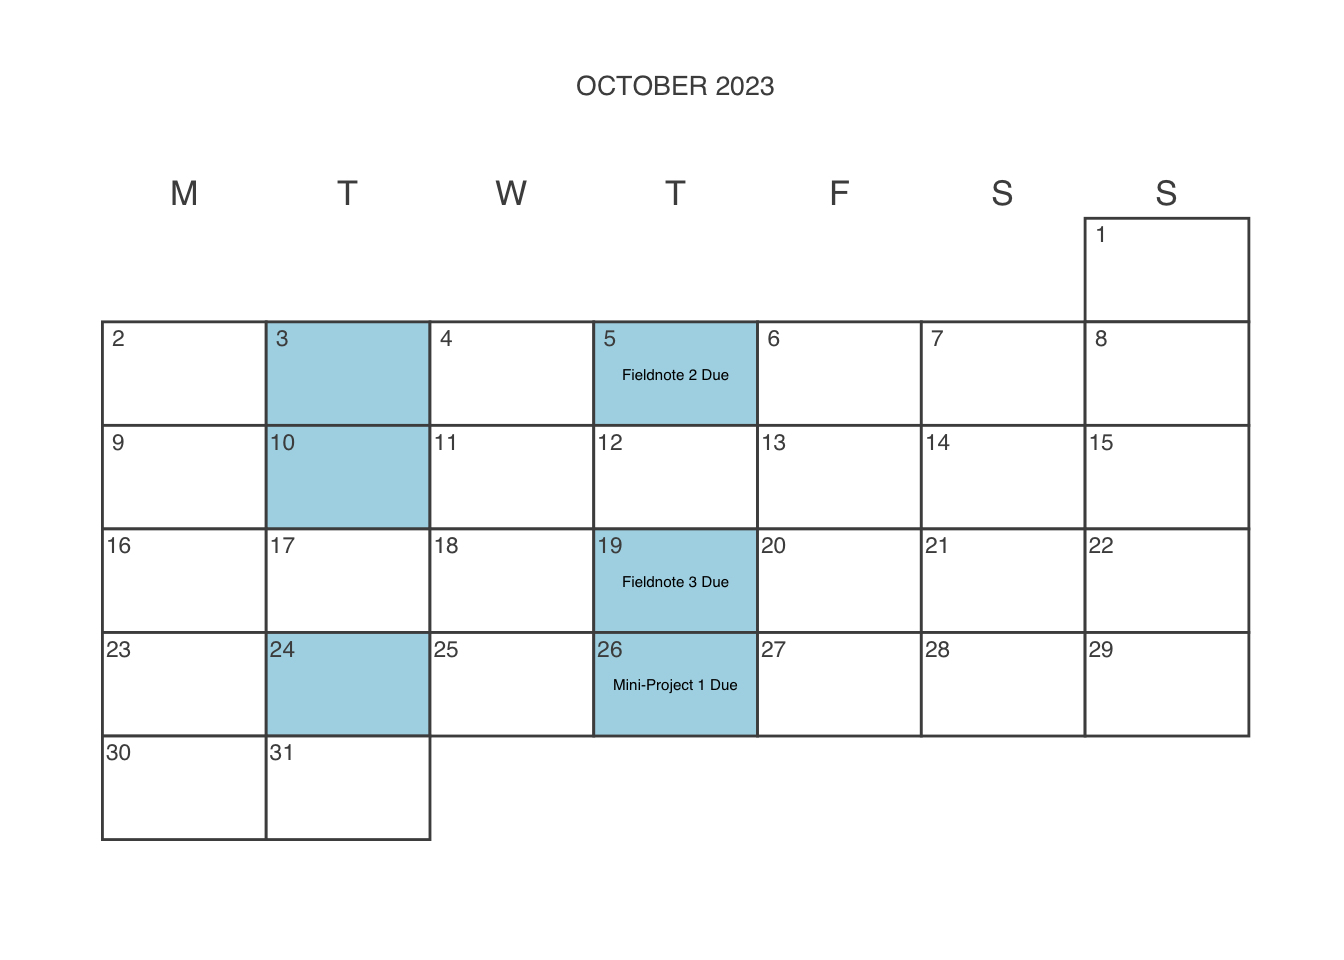 OCTOBER 2023
M T W T F S S
1
2 3 4 5 6 7 8
Fieldnote 2 Due
9 10 11 12 13 14 15
16 17 18 19 20 21 22
Fieldnote 3 Due
23 24 25 26 27 28 29
Mini-Project 1 Due
30 31